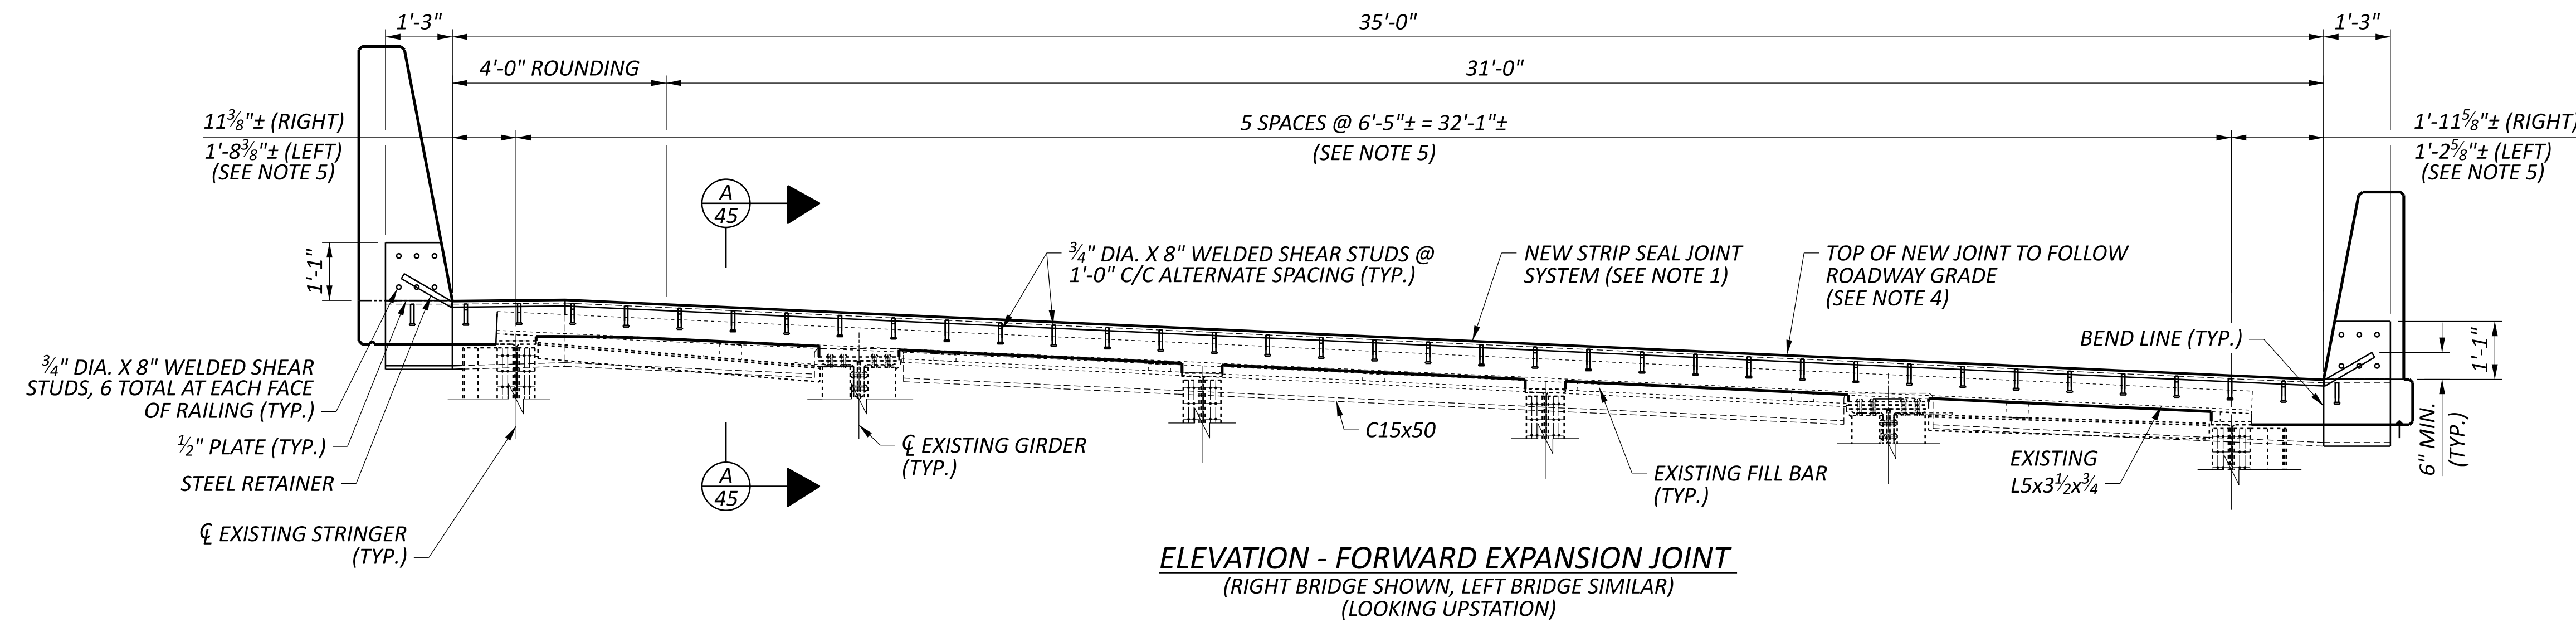 1'-3"
35'-0"
1'-3"
4'-0" ROUNDING
31'-0"
11⅜"± (RIGHT)
1'-8⅜"± (LEFT)
(SEE NOTE 5)
5 SPACES @ 6'-5"± = 32'-1"±
(SEE NOTE 5)
1'-11⅝"± (RIGHT)
1'-2⅝"± (LEFT)
(SEE NOTE 5)
A
45
1'-1"
¾" DIA. X 8" WELDED SHEAR STUDS @
1'-0" C/C ALTERNATE SPACING (TYP.)
NEW STRIP SEAL JOINT
SYSTEM (SEE NOTE 1)
TOP OF NEW JOINT TO FOLLOW
ROADWAY GRADE
(SEE NOTE 4)
BEND LINE (TYP.)
1'-1"
6" MIN.
(TYP.)
¾" DIA. X 8" WELDED SHEAR
STUDS, 6 TOTAL AT EACH FACE
OF RAILING (TYP.)
½" PLATE (TYP.)
STEEL RETAINER
℄ EXISTING STRINGER
(TYP.)
A
45
℄ EXISTING GIRDER
(TYP.)
C15x50
EXISTING FILL BAR
(TYP.)
EXISTING
L5x3½x¾
ELEVATION - FORWARD EXPANSION JOINT
(RIGHT BRIDGE SHOWN, LEFT BRIDGE SIMILAR)
(LOOKING UPSTATION)